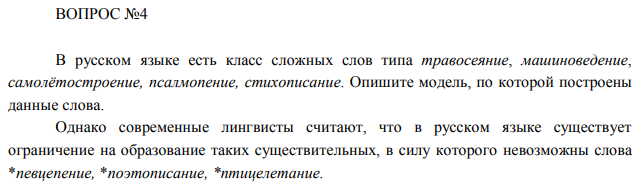 ВОПРОС №4
В русском языке есть класс сложных слов типа травосеяние, машиноведение,
самолётостроение, псалмопение, стихописание. Опишите модель, по которой построены
данные слова.
Однако современные лингвисты считают, что в русском языке существует
ограничение на образование таких существительных, в силу которого невозможны слова
*певцепение, *поэтописание, *птицелетание.